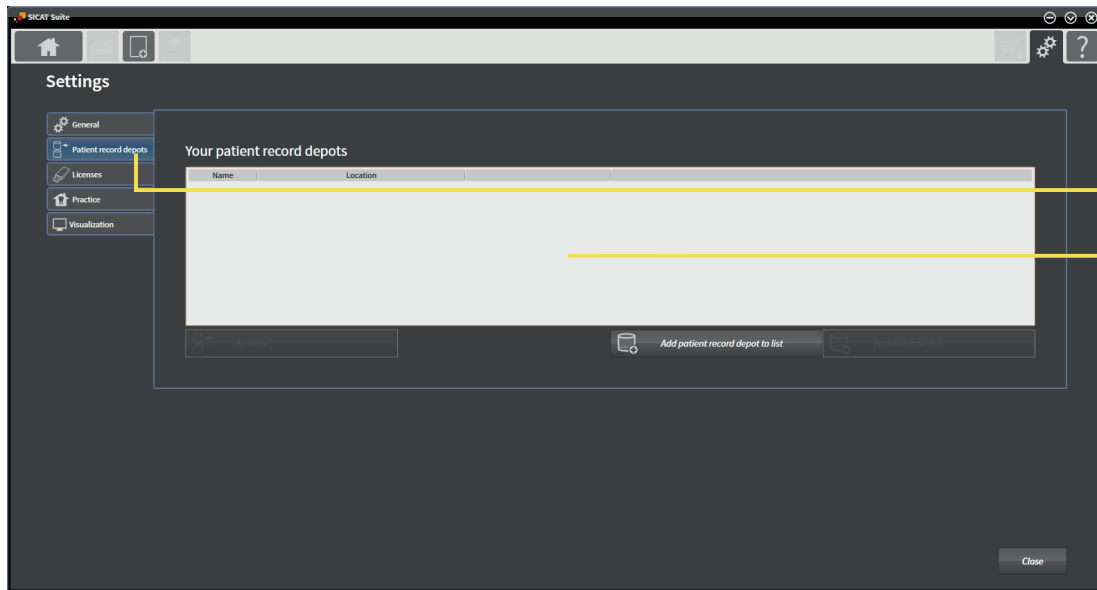 SICAT Suite
?
Settings
General
Patient record depots
Licenses
Practice
Visualization
Your patient record depots
Name Location
Add patient record depot to list
Close